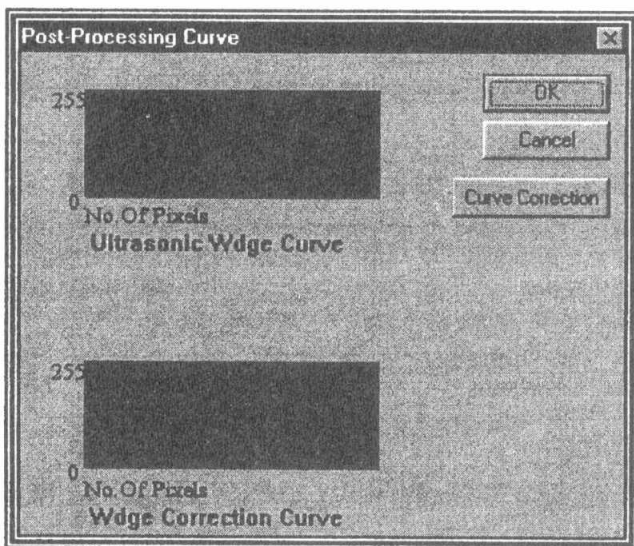 Post-Processing Curve
255
OK
Cancel
0
No. Of Pixels
Curve Correction
Ultrasonic Wdge Curve
255
0
No. Of Pixels
Wdge Correction Curve